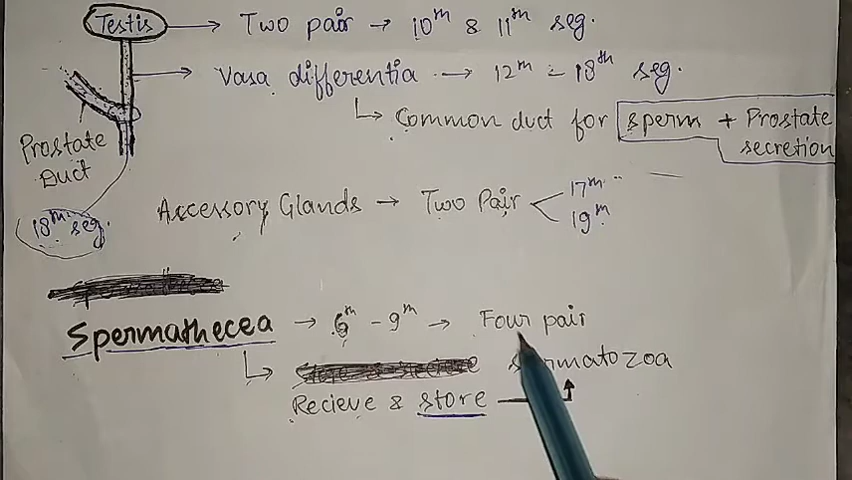 Testis → Two pair → 10th & 11th seg.
Vasa differentia → 12th - 18th seg.
↳ Common duct for sperm + Prostate secretion
Prostate Duct
18th seg.
Accessory Glands → Two Pair < 17th 19th
Spermathecea → 6th - 9th → Four pair
↳ Recieve & store → spermatozoa